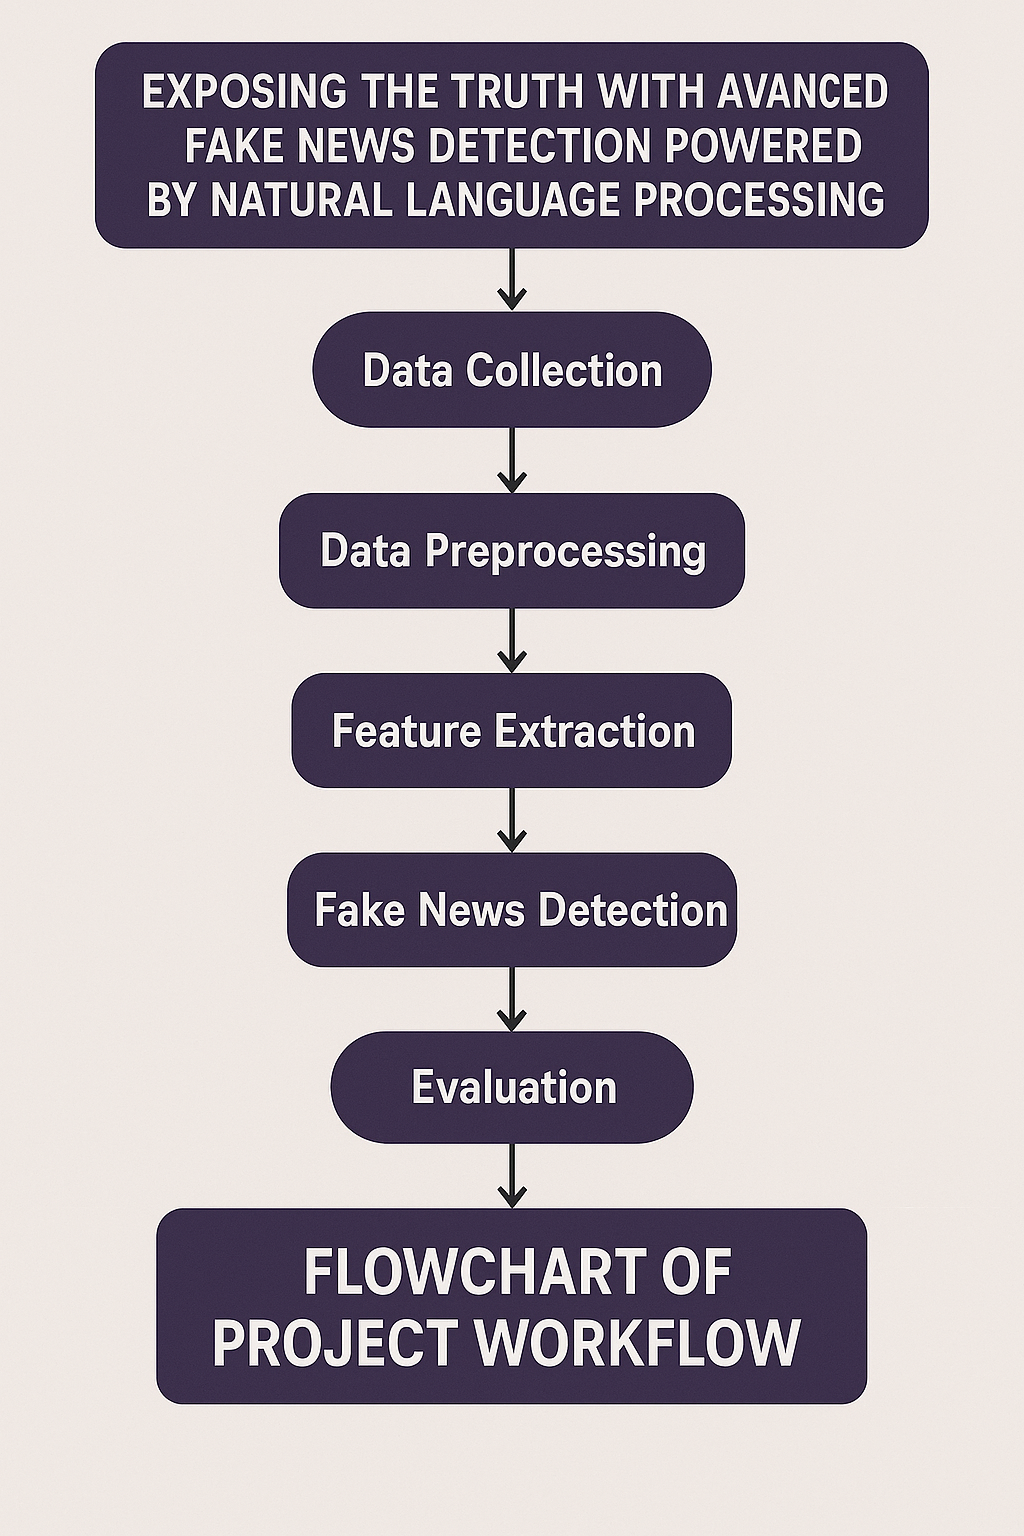 EXPOSING THE TRUTH WITH AVANCED
FAKE NEWS DETECTION POWERED
BY NATURAL LANGUAGE PROCESSING
Data Collection
Data Preprocessing
Feature Extraction
Fake News Detection
Evaluation
FLOWCHART OF
PROJECT WORKFLOW